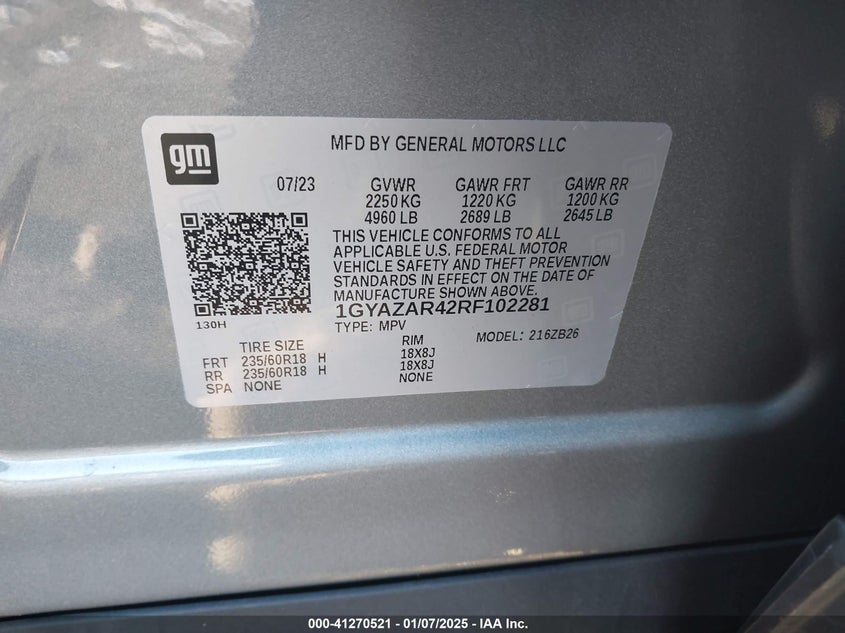 gm
MFD BY GENERAL MOTORS LLC
07/23 GVWR GAWR FRT GAWR RR
2250 KG 1220 KG 1200 KG
4960 LB 2689 LB 2645 LB
THIS VEHICLE CONFORMS TO ALL
APPLICABLE U.S. FEDERAL MOTOR
VEHICLE SAFETY AND THEFT PREVENTION
STANDARDS IN EFFECT ON THE DATE OF
MANUFACTURE SHOWN ABOVE.
130H
1GYAZAR42RF102281
TYPE: MPV MODEL: 216ZB26
TIRE SIZE RIM
FRT 235/60R18 H 18X8J
RR 235/60R18 H 18X8J
SPA NONE NONE
000-41270521 — 01/07/2025 — IAA Inc.